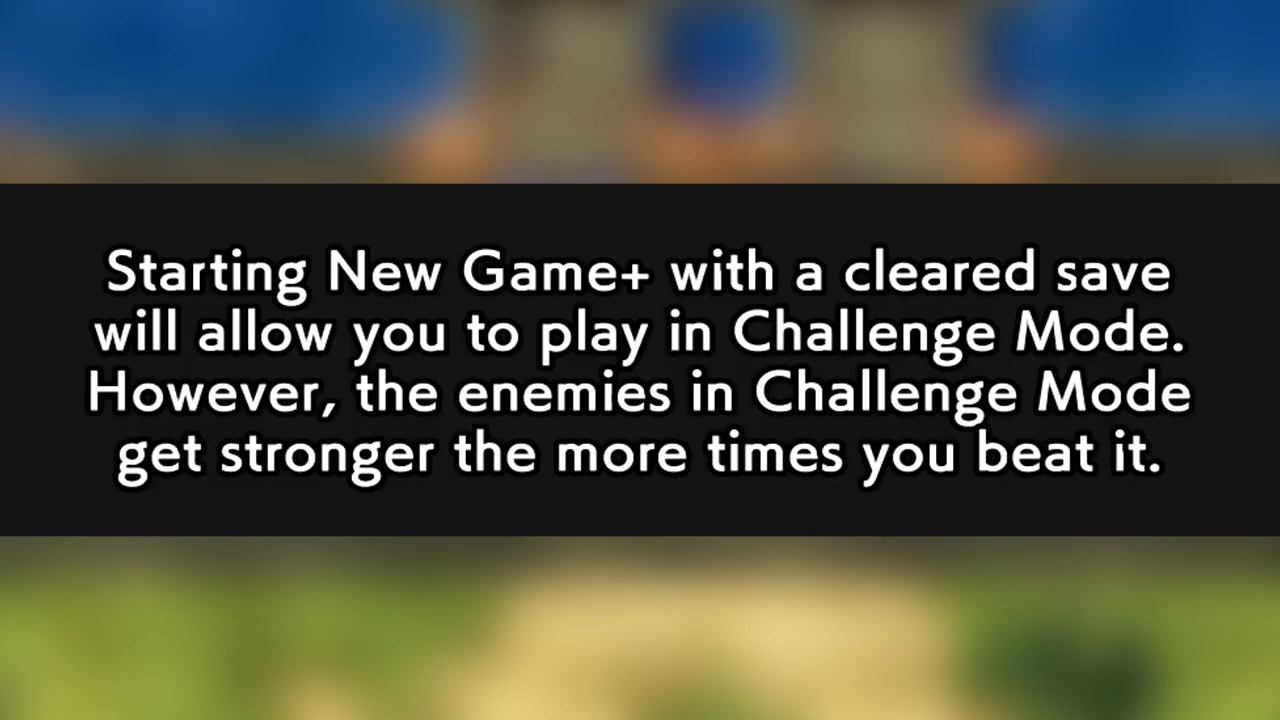 Starting New Game+ with a cleared save
will allow you to play in Challenge Mode.
However, the enemies in Challenge Mode
get stronger the more times you beat it.